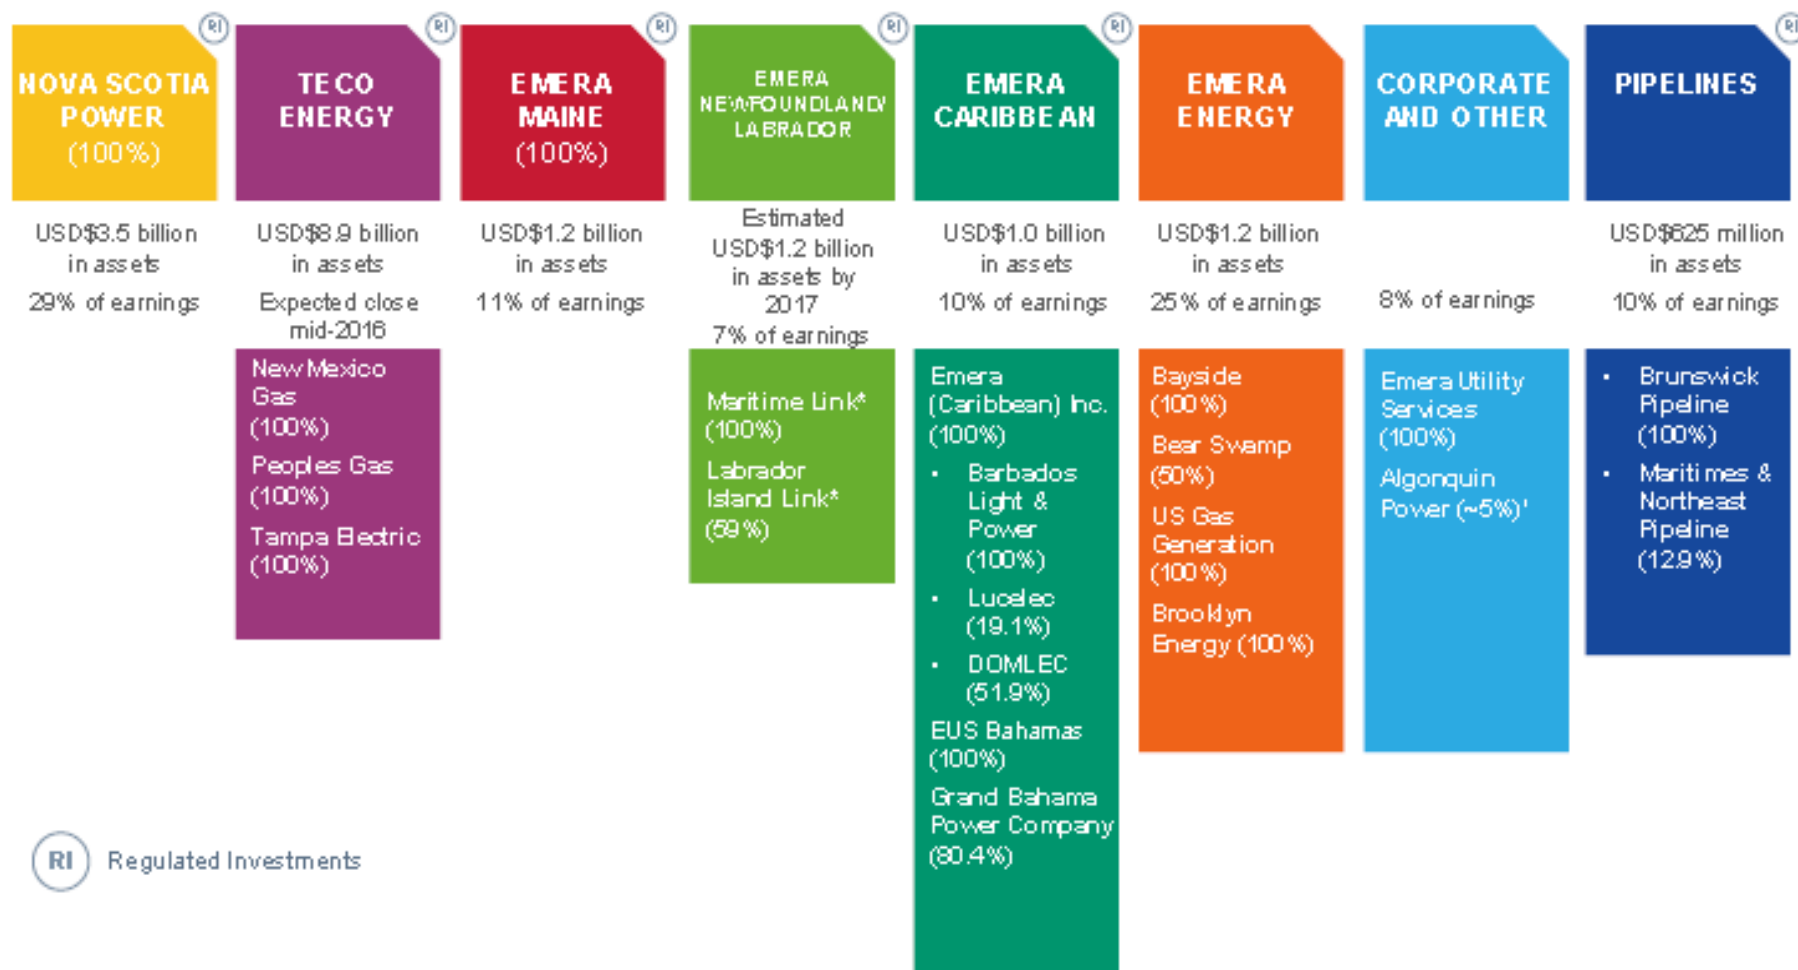 RI
NOVA SCOTIA
POWER
(100%)
USD$3.5 billion
in assets
29% of earnings
RI
TECO
ENERGY
USD$8.9 billion
in assets
Expected close
mid-2016
New Mexico
Gas
(100%)
Peoples Gas
(100%)
Tampa Electric
(100%)
RI
EMERA
MAINE
(100%)
USD$1.2 billion
in assets
11% of earnings
RI
EMERA
NEWFOUNDLAND/
LABRADOR
Estimated
USD$1.2 billion
in assets by
2017
7% of earnings
Maritime Link*
(100%)
Labrador
Island Link*
(59%)
RI
EMERA
CARIBBEAN
USD$1.0 billion
in assets
10% of earnings
Emera
(Caribbean) Inc.
(100%)
• Barbados
Light &
Power
(100%)
• Lucelec
(19.1%)
• DOMLEC
(51.9%)
EUS Bahamas
(100%)
Grand Bahama
Power Company
(80.4%)
EMERA
ENERGY
USD$1.2 billion
in assets
25% of earnings
Bayside
(100%)
Bear Swamp
(50%)
US Gas
Generation
(100%)
Brooklyn
Energy (100%)
CORPORATE
AND OTHER
8% of earnings
Emera Utility
Services
(100%)
Algonquin
Power (~5%)¹
RI
PIPELINES
USD$625 million
in assets
10% of earnings
• Brunswick
Pipeline
(100%)
• Maritimes &
Northeast
Pipeline
(12.9%)
RI Regulated Investments